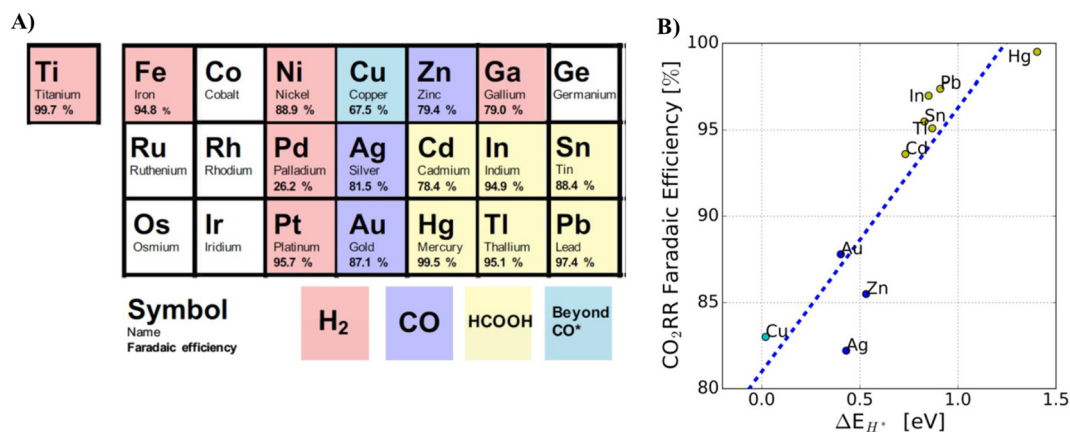 A)
Ti
Titanium
99.7 %
Fe
Iron
94.8 %
Co
Cobalt
Ni
Nickel
88.9 %
Cu
Copper
67.5 %
Zn
Zinc
79.4 %
Ga
Gallium
79.0 %
Ge
Germanium
Ru
Ruthenium
Rh
Rhodium
Pd
Palladium
26.2 %
Ag
Silver
81.5 %
Cd
Cadmium
78.4 %
In
Indium
94.9 %
Sn
Tin
88.4 %
Os
Osmium
Ir
Iridium
Pt
Platinum
95.7 %
Au
Gold
87.1 %
Hg
Mercury
99.5 %
Tl
Thallium
95.1 %
Pb
Lead
97.4 %
Symbol
Name
Faradaic efficiency
H₂
CO
HCOOH
Beyond
CO*
B)
CO₂RR Faradaic Efficiency [%]
100
95
90
85
80
Hg
Pb
In
Sn
Tl
Cd
Au
Zn
Cu
Ag
0.0
0.5
1.0
1.5
ΔE_H* [eV]